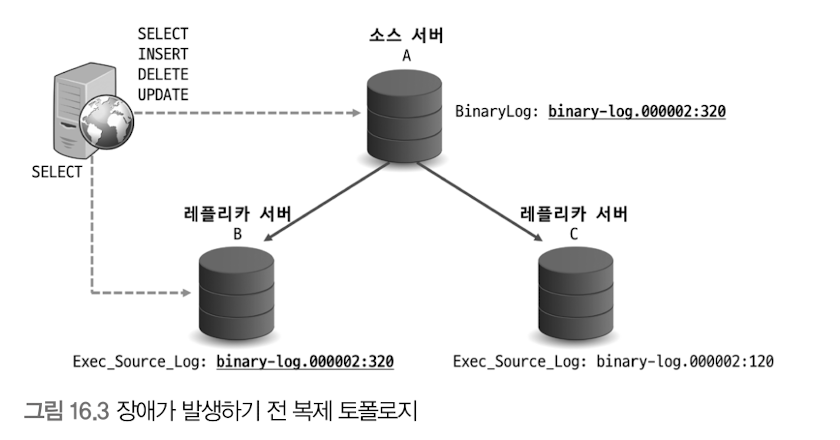 SELECT
INSERT
DELETE
UPDATE
소스 서버
A
BinaryLog: binary-log.000002:320
SELECT
레플리카 서버
B
레플리카 서버
C
Exec_Source_Log: binary-log.000002:320
Exec_Source_Log: binary-log.000002:120
그림 16.3 장애가 발생하기 전 복제 토폴로지